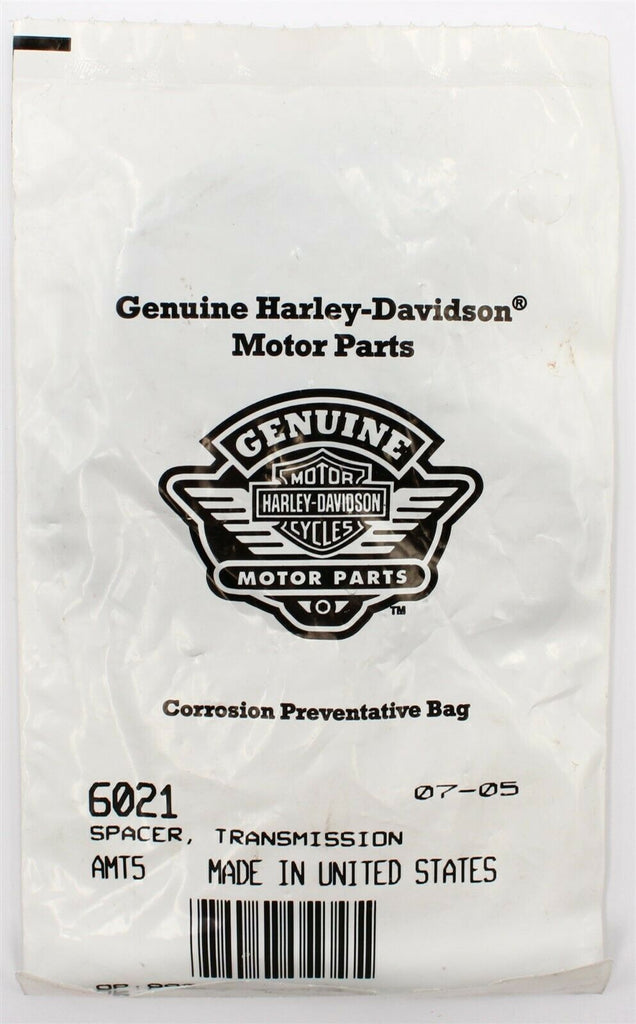 Genuine Harley-Davidson®
Motor Parts
GENUINE
MOTOR
HARLEY-DAVIDSON
CYCLES
MOTOR PARTS
TM
Corrosion Preventative Bag
6021
07-05
SPACER, TRANSMISSION
AMT5 MADE IN UNITED STATES